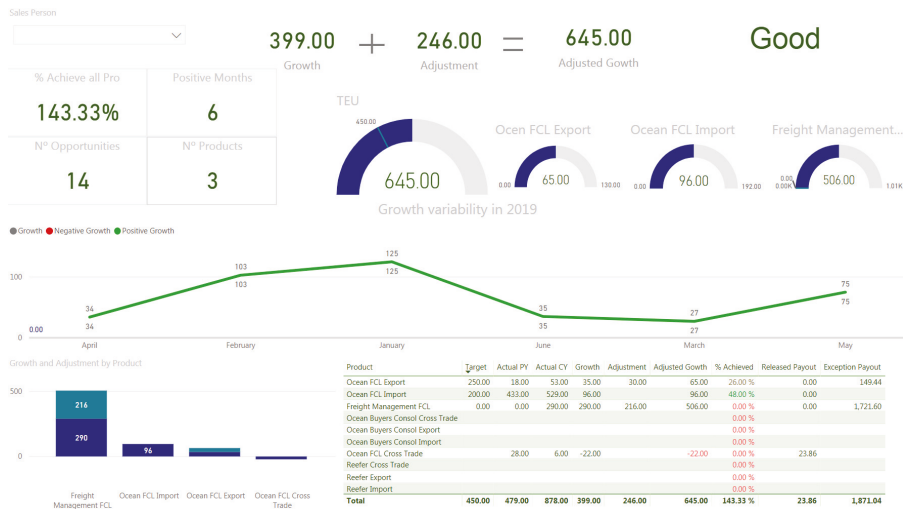 Sales Person
399.00 + 246.00 = 645.00 Good
Growth Adjustment Adjusted Gowth
% Achieve all Pro Positive Months
143.33% 6
Nº Opportunities Nº Products
14 3
TEU
450.00
645.00
Ocen FCL Export
0.00 65.00 130.00
Ocean FCL Import
0.00 96.00 192.00
Freight Management...
0.00
0.00K 506.00 1.01K
Growth variability in 2019
Growth Negative Growth Positive Growth
100
0
0.00
34
34
103
103
125
125
35
35
27
27
75
75
April February January June March May
Growth and Adjustment by Product
500
0
216
290
96
Freight Management FCL Ocean FCL Import Ocean FCL Export Ocean FCL Cross Trade
Product Target Actual PY Actual CY Growth Adjustment Adjusted Gowth % Achieved Released Payout Exception Payout
Ocean FCL Export 250.00 18.00 53.00 35.00 30.00 65.00 26.00 % 0.00 149.44
Ocean FCL Import 200.00 433.00 529.00 96.00 96.00 48.00 % 0.00
Freight Management FCL 0.00 0.00 290.00 290.00 216.00 506.00 0.00 % 0.00 1,721.60
Ocean Buyers Consol Cross Trade 0.00 %
Ocean Buyers Consol Export 0.00 %
Ocean Buyers Consol Import 0.00 %
Ocean FCL Cross Trade 28.00 6.00 -22.00 -22.00 0.00 % 23.86
Reefer Cross Trade 0.00 %
Reefer Export 0.00 %
Reefer Import 0.00 %
Total 450.00 479.00 878.00 399.00 246.00 645.00 143.33 % 23.86 1,871.04